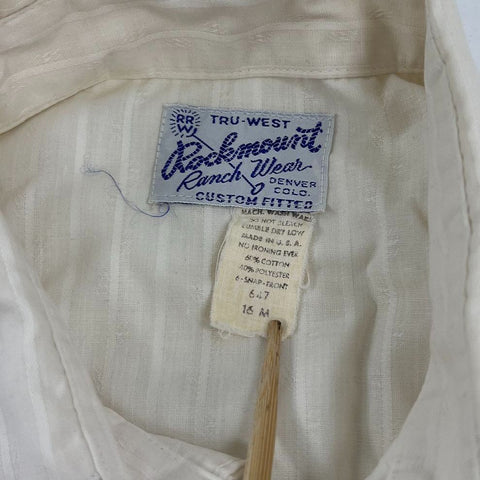 RR
W
TRU-WEST
Rockmount
Ranch Wear
DENVER
COLO.
CUSTOM FITTED
MACH. WASH WARM
DO NOT BLEACH
TUMBLE DRY LOW
MADE IN U.S.A.
NO IRONING EVER
60% COTTON
40% POLYESTER
6-SNAP-FRONT
647
16 M